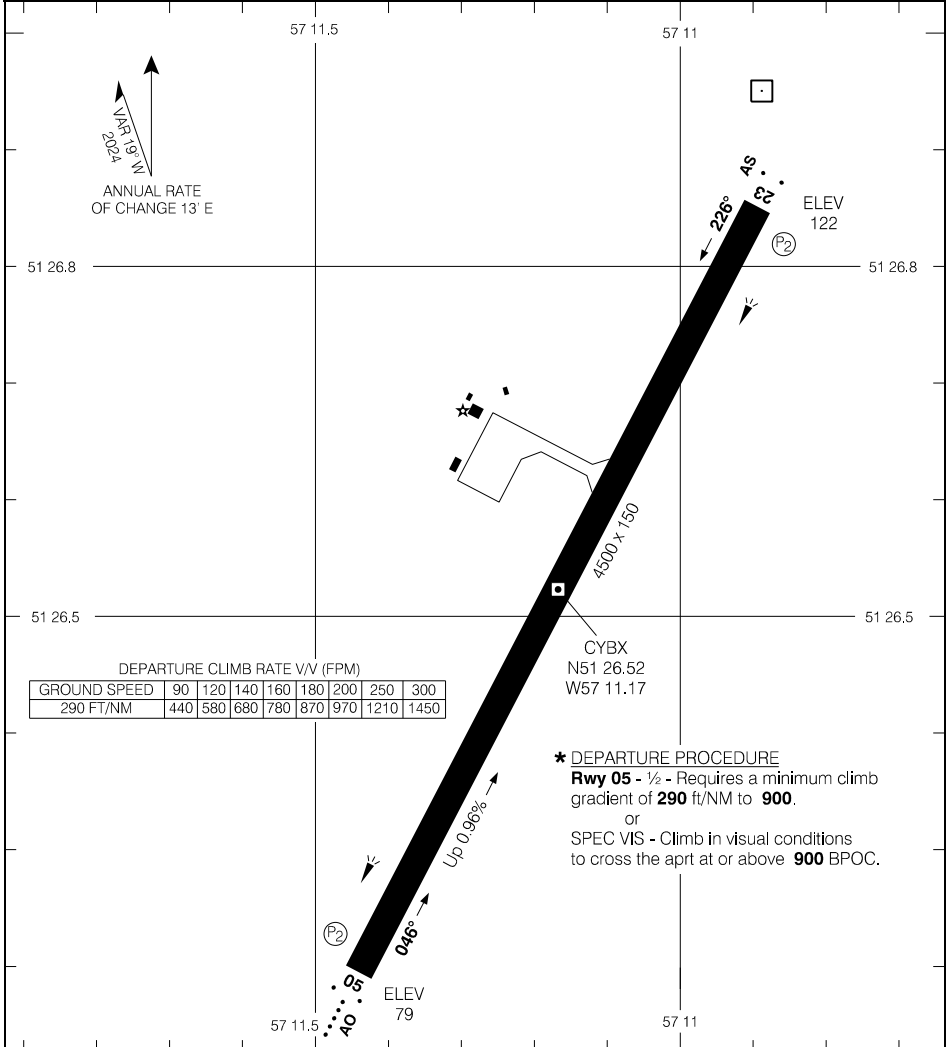 57 11.5
57 11
VAR 19° W
2024
ANNUAL RATE
OF CHANGE 13' E
AS
23
ELEV
122
226°
P2
51 26.8
51 26.8
4500 x 150
51 26.5
51 26.5
CYBX
N51 26.52
W57 11.17
DEPARTURE CLIMB RATE V/V (FPM)
GROUND SPEED 90 120 140 160 180 200 250 300
290 FT/NM 440 580 680 780 870 970 1210 1450
* DEPARTURE PROCEDURE
Rwy 05 - ½ - Requires a minimum climb
gradient of 290 ft/NM to 900.
or
SPEC VIS - Climb in visual conditions
to cross the aprt at or above 900 BPOC.
Up 0.96%
046°
P2
05
AO
ELEV
79
57 11.5
57 11